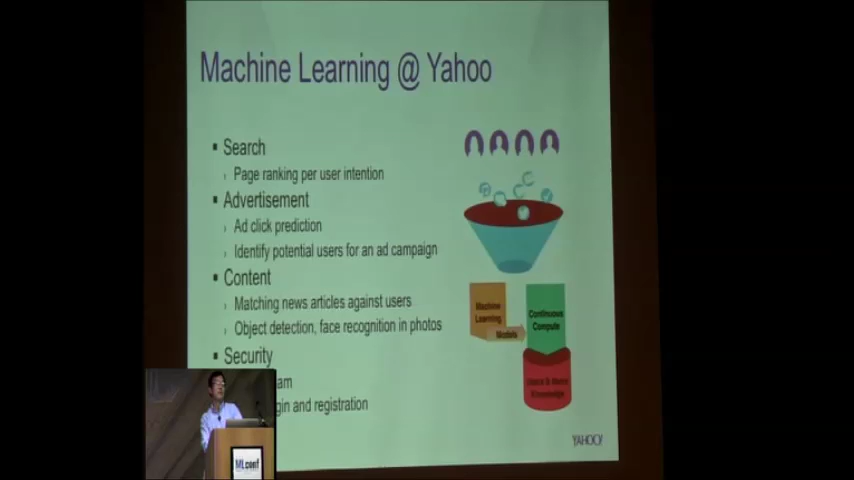 Machine Learning @ Yahoo
Search
Page ranking per user intention
Advertisement
Ad click prediction
Identify potential users for an ad campaign
Content
Matching news articles against users
Object detection, face recognition in photos
Security
and registration
Machine
Learning
Models
Continuous
Compute
Knowledge
YAHOO!
MLconf